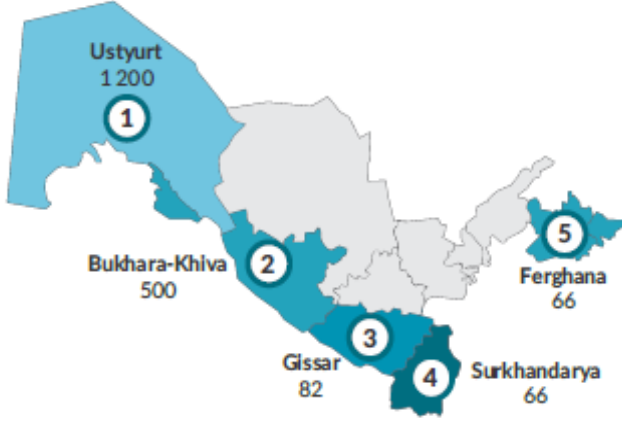 Ustyurt
1 200
1
2
Bukhara-Khiva
500
5
Ferghana
66
3
Gissar
82
4
Surkhandarya
66